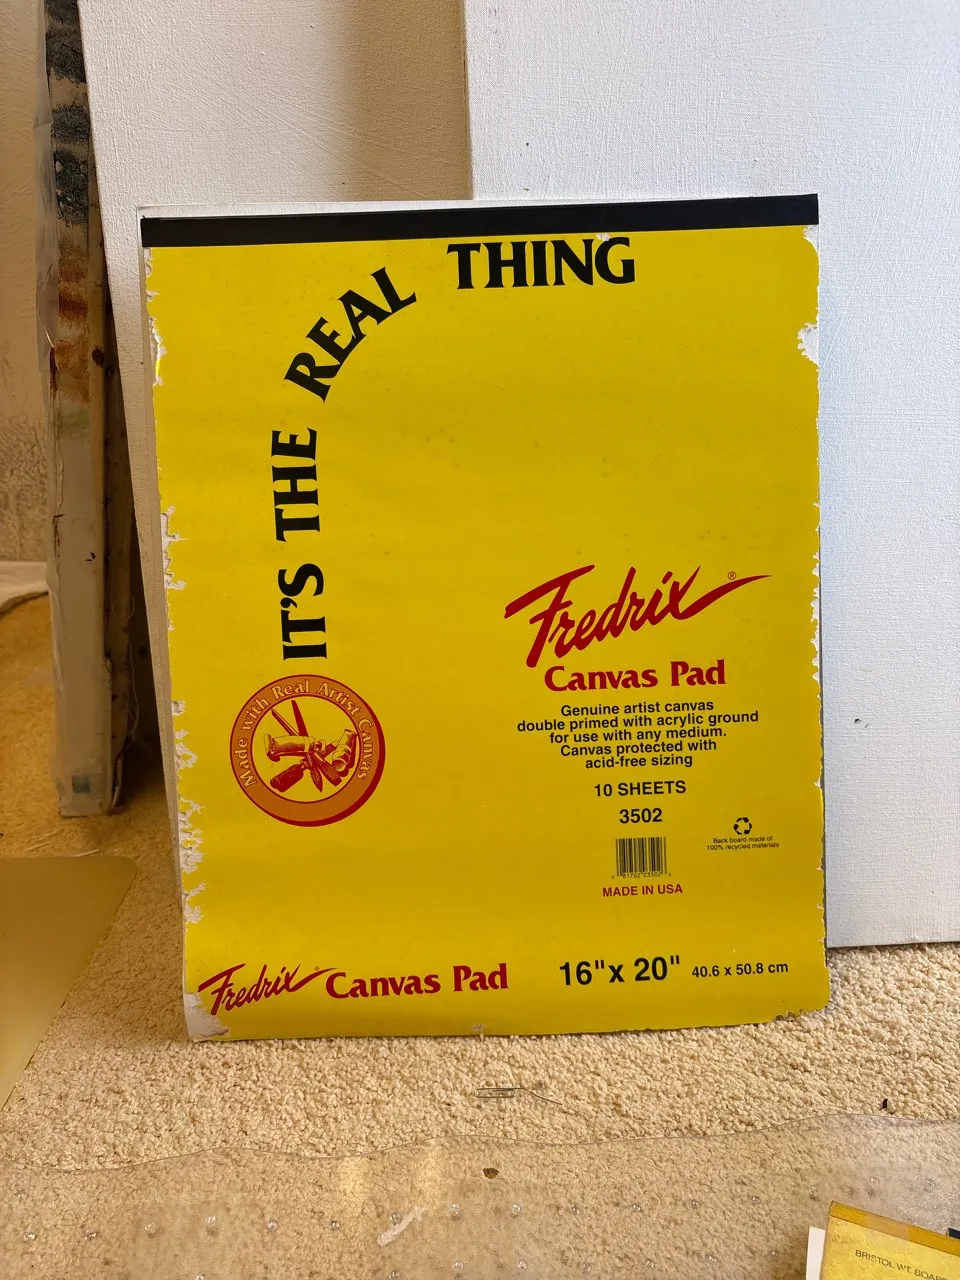 IT'S THE REAL THING
Made with Real Artist Canvas
Fredrix®
Canvas Pad
Genuine artist canvas
double primed with acrylic ground
for use with any medium.
Canvas protected with
acid-free sizing
10 SHEETS
3502
Back board made of
100% recycled materials
MADE IN USA
Fredrix Canvas Pad
16"x 20" 40.6 x 50.8 cm
BRISTOL WT. BOARD